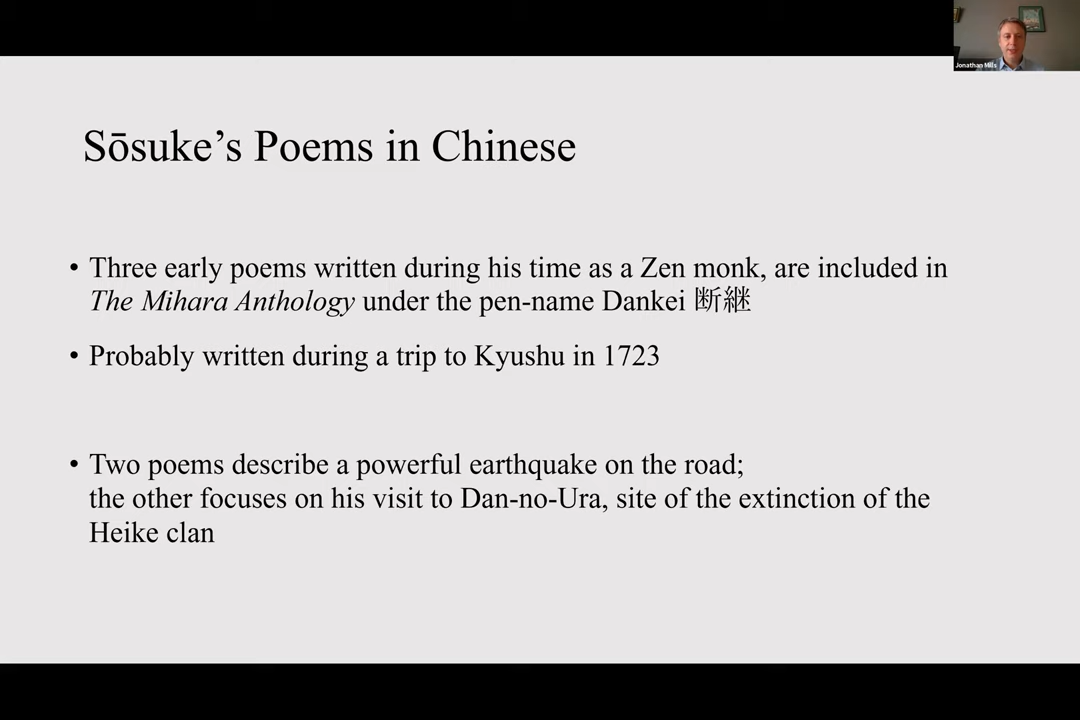 Jonathan Mills
Sōsuke’s Poems in Chinese
• Three early poems written during his time as a Zen monk, are included in
The Mihara Anthology under the pen-name Dankei 断継
• Probably written during a trip to Kyushu in 1723
• Two poems describe a powerful earthquake on the road;
the other focuses on his visit to Dan-no-Ura, site of the extinction of the
Heike clan